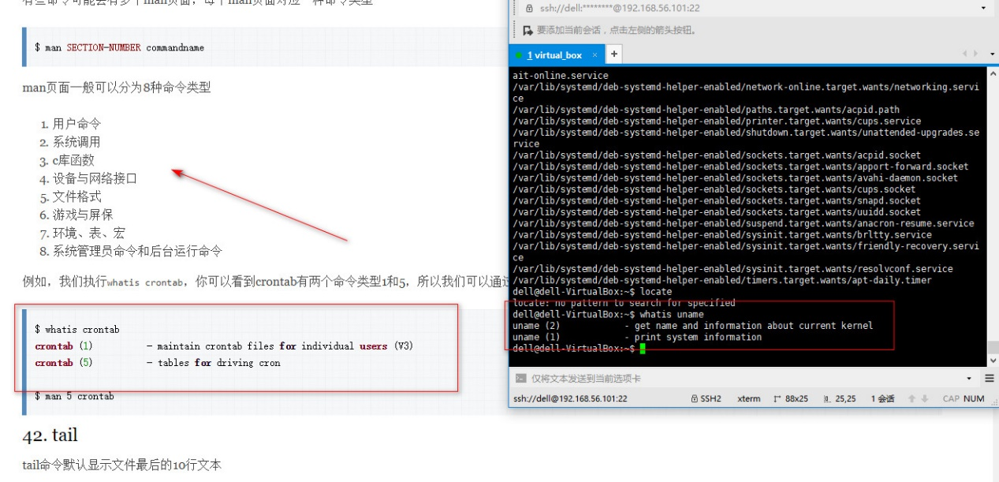 有些命令可能会有多个man页面，每个man页面对应一种命令类型
$ man SECTION-NUMBER commandname
man页面一般可以分为8种命令类型
1. 用户命令
2. 系统调用
3. c库函数
4. 设备与网络接口
5. 文件格式
6. 游戏与屏保
7. 环境、表、宏
8. 系统管理员命令和后台运行命令
例如，我们执行whatis crontab，你可以看到crontab有两个命令类型1和5，所以我们可以通过
$ whatis crontab
crontab (1) - maintain crontab files for individual users (V3)
crontab (5) - tables for driving cron
$ man 5 crontab
42. tail
tail命令默认显示文件最后的10行文本
ssh://dell:********@192.168.56.101:22
要添加当前会话，点击左侧的箭头按钮。
1 virtual_box × +
ait-online.service
/var/lib/systemd/deb-systemd-helper-enabled/network-online.target.wants/networking.servi
ce
/var/lib/systemd/deb-systemd-helper-enabled/paths.target.wants/acpid.path
/var/lib/systemd/deb-systemd-helper-enabled/printer.target.wants/cups.service
/var/lib/systemd/deb-systemd-helper-enabled/shutdown.target.wants/unattended-upgrades.se
rvice
/var/lib/systemd/deb-systemd-helper-enabled/sockets.target.wants/acpid.socket
/var/lib/systemd/deb-systemd-helper-enabled/sockets.target.wants/apport-forward.socket
/var/lib/systemd/deb-systemd-helper-enabled/sockets.target.wants/avahi-daemon.socket
/var/lib/systemd/deb-systemd-helper-enabled/sockets.target.wants/cups.socket
/var/lib/systemd/deb-systemd-helper-enabled/sockets.target.wants/snapd.socket
/var/lib/systemd/deb-systemd-helper-enabled/sockets.target.wants/uuidd.socket
/var/lib/systemd/deb-systemd-helper-enabled/suspend.target.wants/anacron-resume.service
/var/lib/systemd/deb-systemd-helper-enabled/sysinit.target.wants/brltty.service
/var/lib/systemd/deb-systemd-helper-enabled/sysinit.target.wants/friendly-recovery.servi
ce
/var/lib/systemd/deb-systemd-helper-enabled/sysinit.target.wants/resolvconf.service
/var/lib/systemd/deb-systemd-helper-enabled/timers.target.wants/apt-daily.timer
dell@dell-VirtualBox:~$ locate
locate: no pattern to search for specified
dell@dell-VirtualBox:~$ whatis uname
uname (2) - get name and information about current kernel
uname (1) - print system information
dell@dell-VirtualBox:~$
仅将文本发送到当前选项卡
ssh://dell@192.168.56.101:22 SSH2 xterm 88x25 25,25 1 会话 CAP NUM